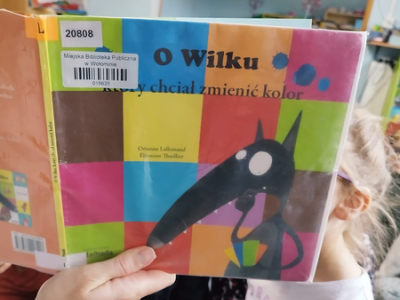 20808
Miejska Biblioteka Publiczna
w Wołominie
O Wilku
który chciał zmienić kolor
Orianne Lallemand
Éléonore Thuillier